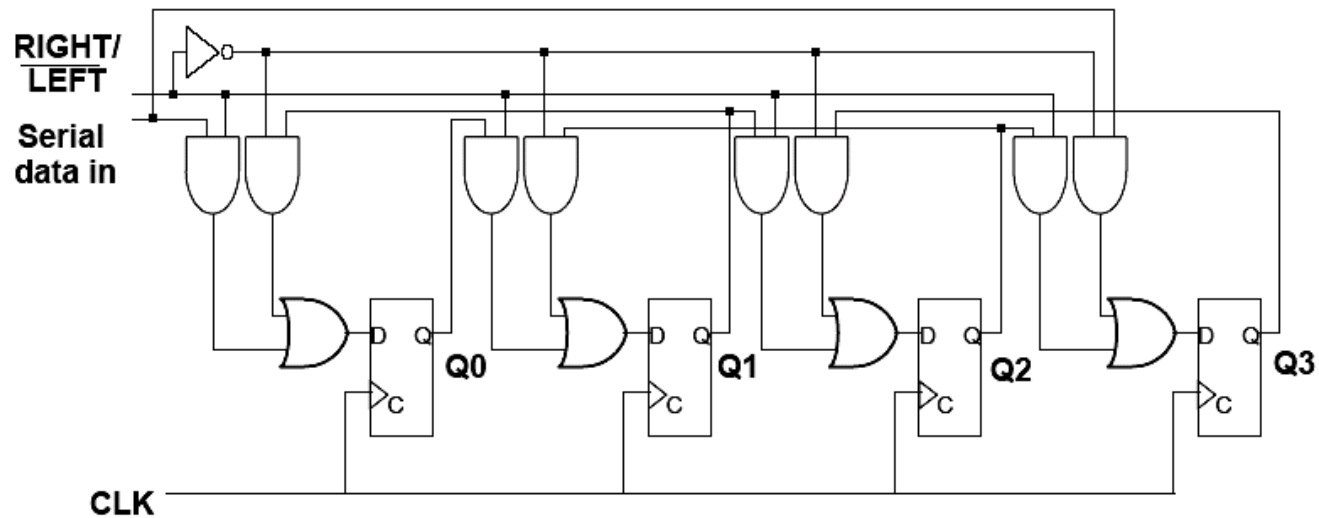 RIGHT/
LEFT
Serial
data in
D Q
C
Q0
D Q
C
Q1
D Q
C
Q2
D Q
C
Q3
CLK